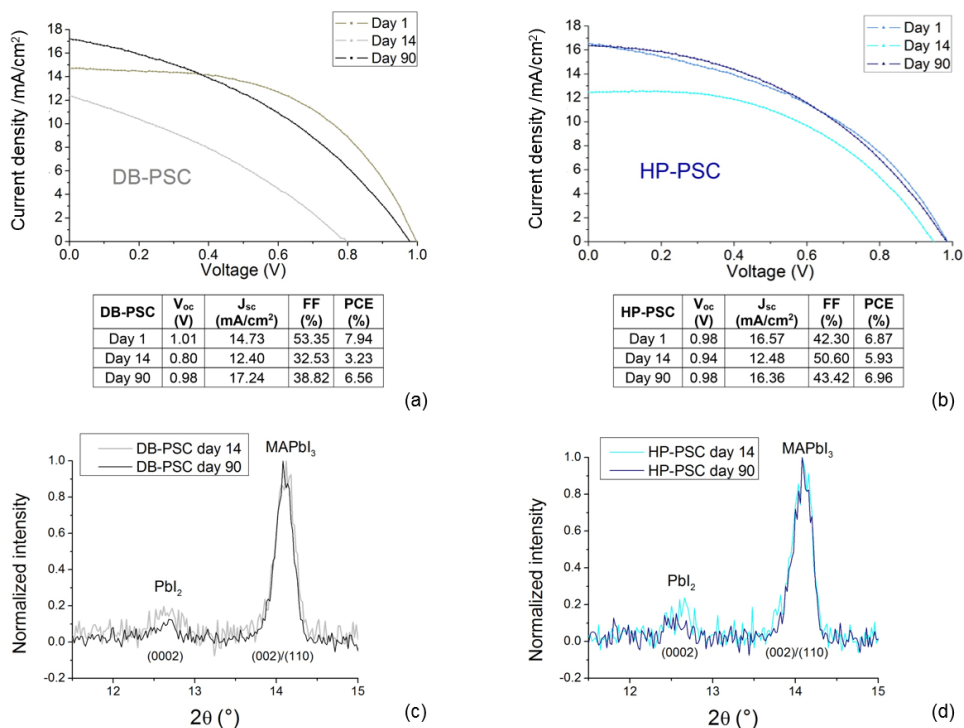 Current density /mA/cm²
18
16
14
12
10
8
6
4
2
0
0.0 0.2 0.4 0.6 0.8 1.0
Voltage (V)
Day 1
Day 14
Day 90
DB-PSC
DB-PSC Voc (V) Jsc (mA/cm²) FF (%) PCE (%)
Day 1 1.01 14.73 53.35 7.94
Day 14 0.80 12.40 32.53 3.23
Day 90 0.98 17.24 38.82 6.56
(a)
Current density /mA/cm²
18
16
14
12
10
8
6
4
2
0
0.0 0.2 0.4 0.6 0.8 1.0
Voltage (V)
Day 1
Day 14
Day 90
HP-PSC
HP-PSC Voc (V) Jsc (mA/cm²) FF (%) PCE (%)
Day 1 0.98 16.57 42.30 6.87
Day 14 0.94 12.48 50.60 5.93
Day 90 0.98 16.36 43.42 6.96
(b)
DB-PSC day 14
DB-PSC day 90
MAPbI₃
PbI₂
(0002)
(002)/(110)
Normalized intensity
1.0
0.8
0.6
0.4
0.2
0.0
-0.2
12 13 14 15
2θ (°)
(c)
HP-PSC day 14
HP-PSC day 90
MAPbI₃
PbI₂
(0002)
(002)/(110)
Normalized intensity
1.0
0.8
0.6
0.4
0.2
0.0
-0.2
12 13 14 15
2θ (°)
(d)